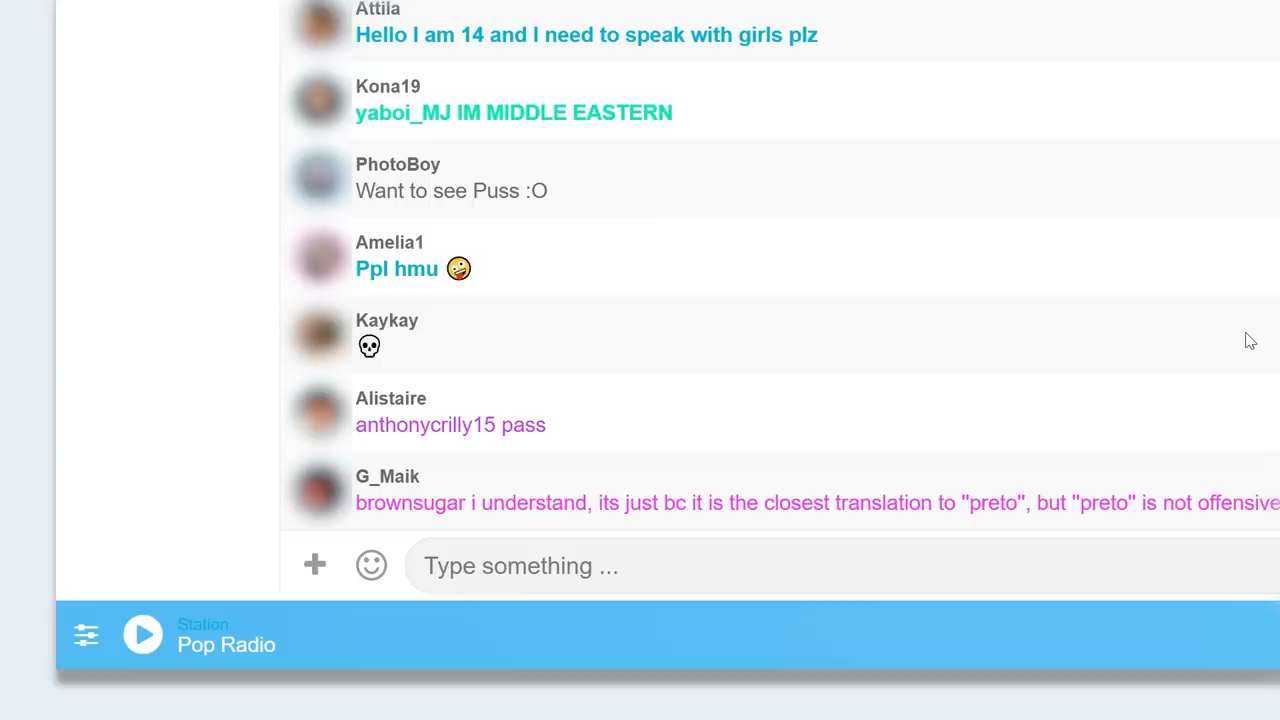 Attila
Hello I am 14 and I need to speak with girls plz
Kona19
yaboi_MJ IM MIDDLE EASTERN
PhotoBoy
Want to see Puss :O
Amelia1
Ppl hmu 🤪
Kaykay
💀
Alistaire
anthonycrilly15 pass
G_Maik
brownsugar i understand, its just bc it is the closest translation to "preto", but "preto" is not offensive
Type something ...
Station
Pop Radio